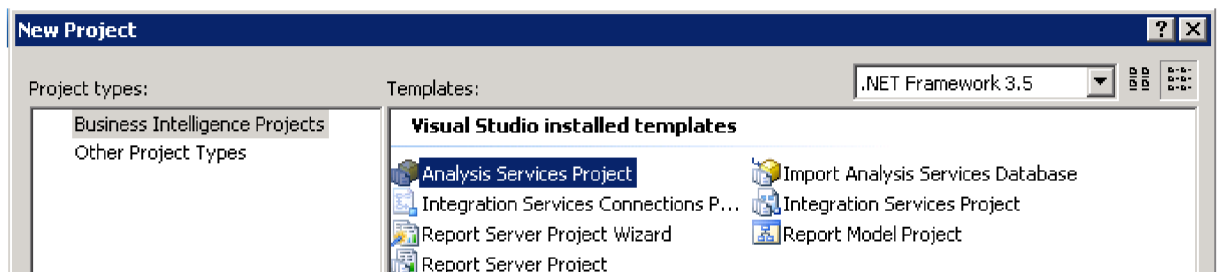 New Project
Project types:
Templates:
.NET Framework 3.5
Business Intelligence Projects
Other Project Types
Visual Studio installed templates
Analysis Services Project
Import Analysis Services Database
Integration Services Connections P...
Integration Services Project
Report Server Project Wizard
Report Model Project
Report Server Project